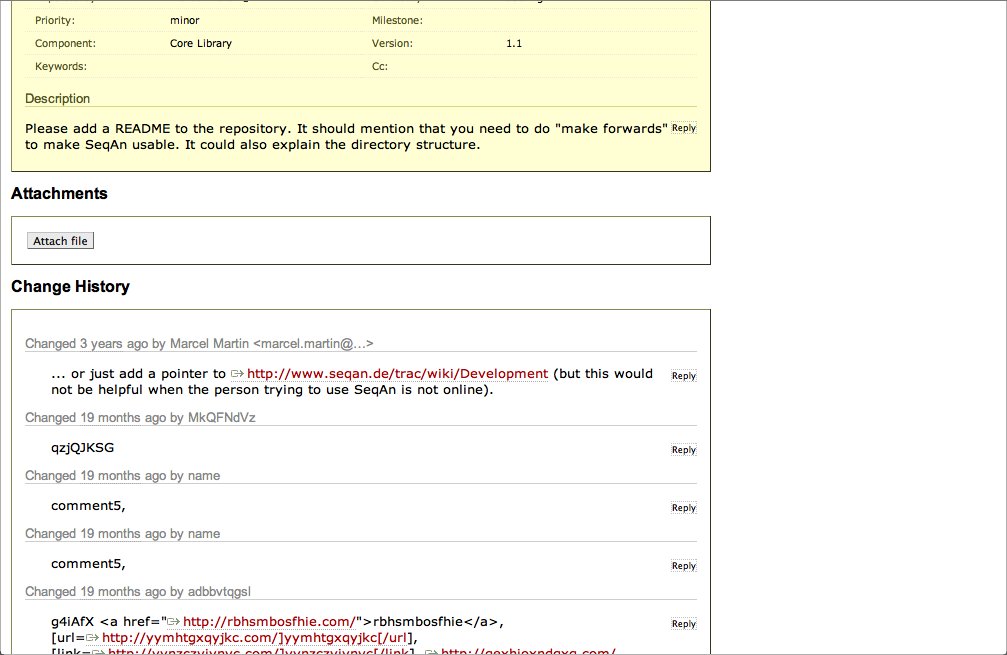 Priority: minor Milestone:
Component: Core Library Version: 1.1
Keywords: Cc:
Description
Please add a README to the repository. It should mention that you need to do "make forwards" Reply
to make SeqAn usable. It could also explain the directory structure.
Attachments
Attach file
Change History
Changed 3 years ago by Marcel Martin <marcel.martin@…>
... or just add a pointer to http://www.seqan.de/trac/wiki/Development (but this would Reply
not be helpful when the person trying to use SeqAn is not online).
Changed 19 months ago by MkQFNdVz
qzjQJKSG Reply
Changed 19 months ago by name
comment5, Reply
Changed 19 months ago by name
comment5, Reply
Changed 19 months ago by adbbvtqgsl
g4iAfX <a href="http://rbhsmbosfhie.com/">rbhsmbosfhie</a>, Reply
[url=http://yymhtgxqyjkc.com/]yymhtgxqyjkc[/url],